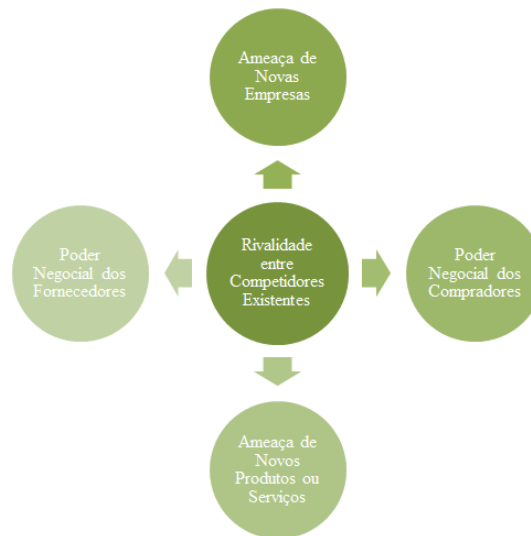 Ameaça de
Novas
Empresas
Poder
Negocial dos
Fornecedores
Rivalidade
entre
Competidores
Existentes
Poder
Negocial dos
Compradores
Ameaça de
Novos
Produtos ou
Serviços